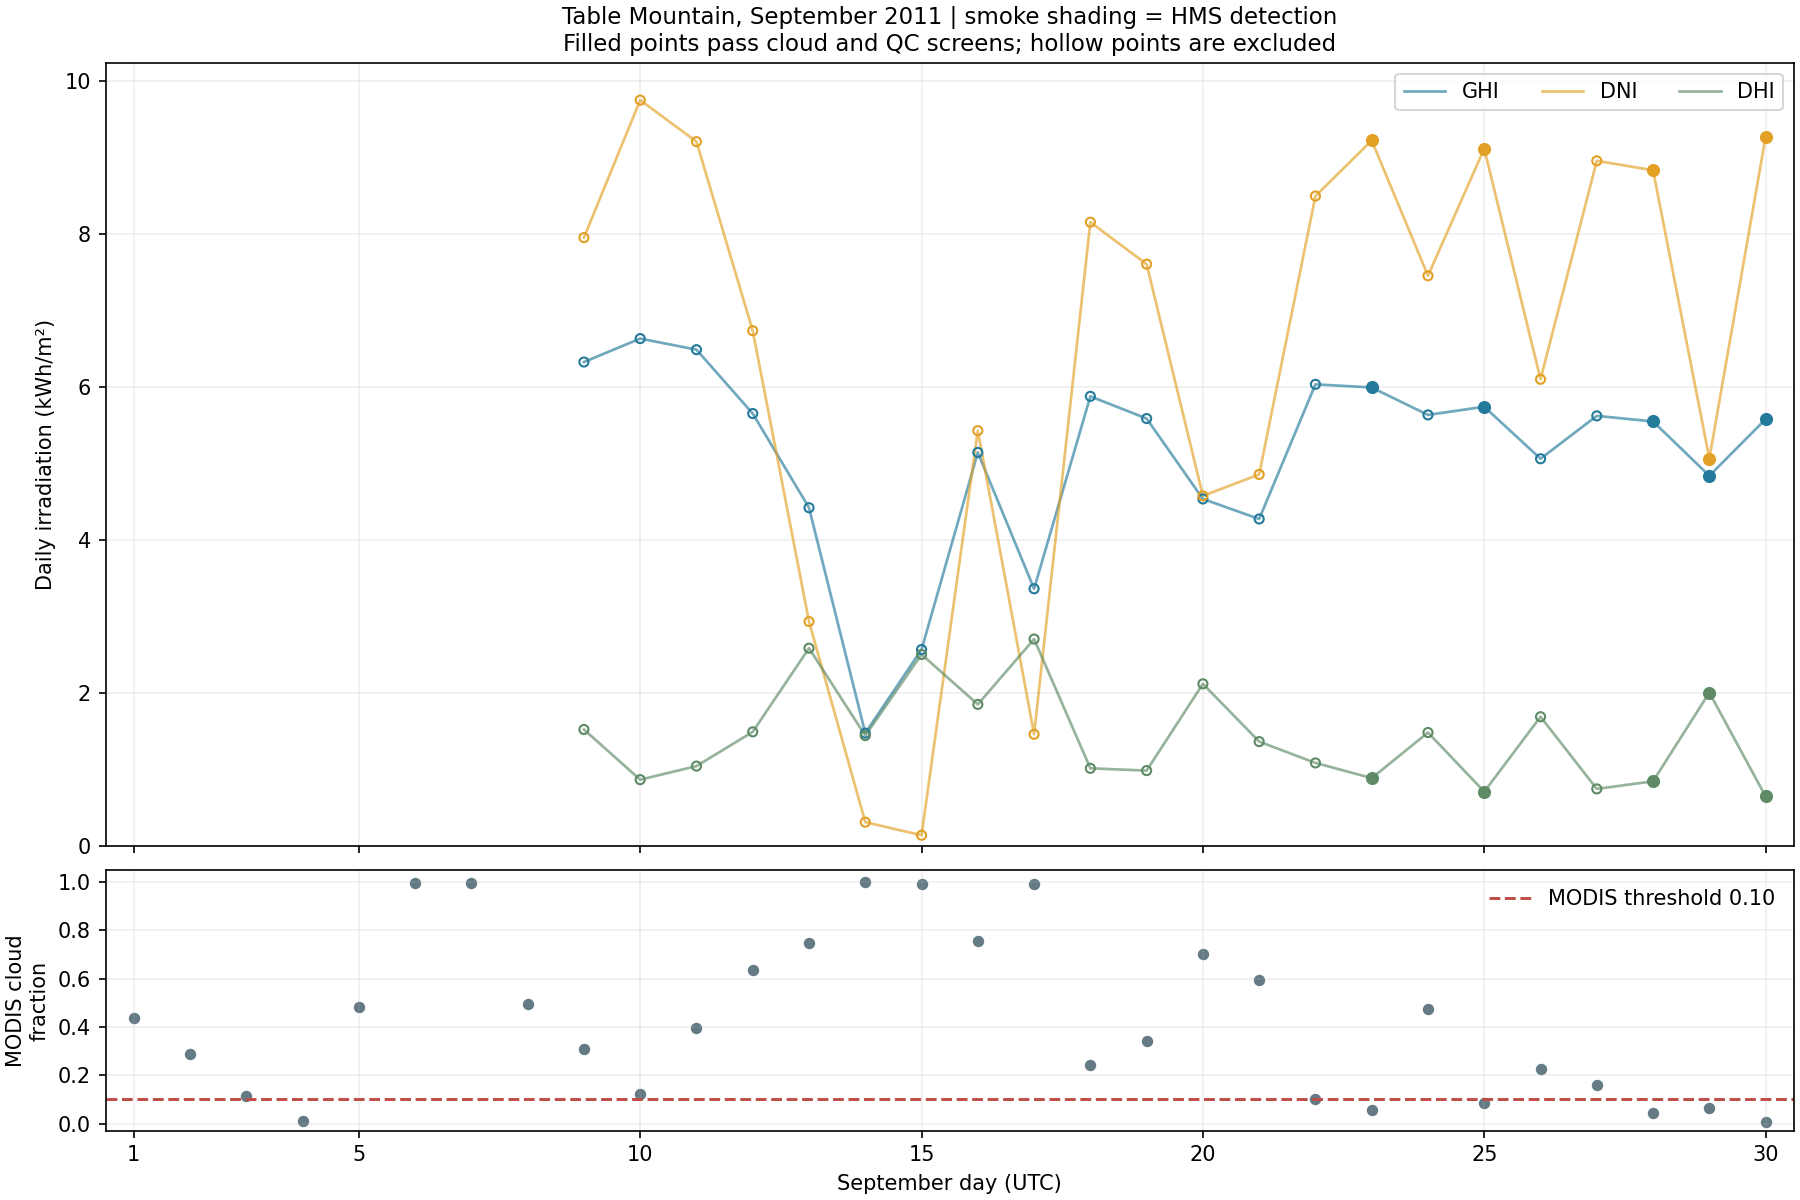 Table Mountain, September 2011 | smoke shading = HMS detection
Filled points pass cloud and QC screens; hollow points are excluded
GHI DNI DHI
Daily irradiation (kWh/m²)
10
8
6
4
2
0
MODIS threshold 0.10
MODIS cloud
fraction
1.0
0.8
0.6
0.4
0.2
0.0
1 5 10 15 20 25 30
September day (UTC)